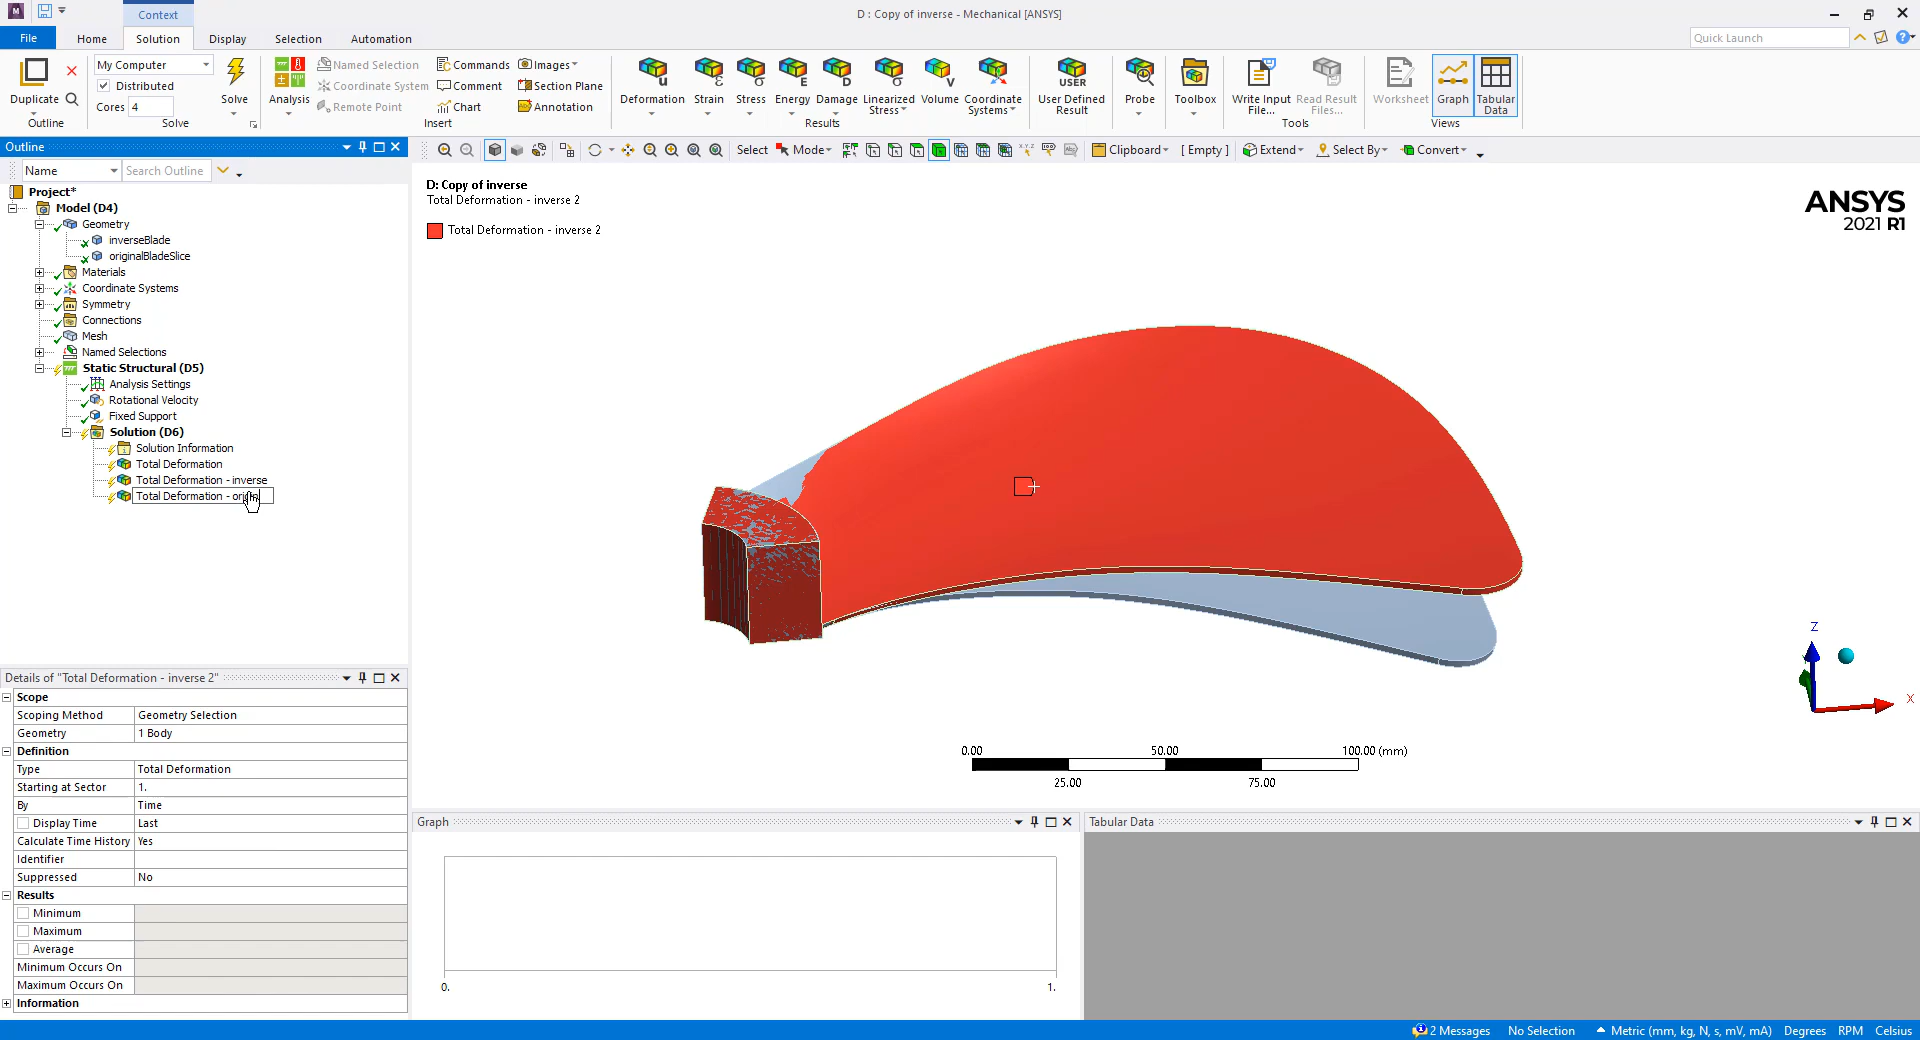 Context
D : Copy of inverse - Mechanical [ANSYS]
File
Home
Solution
Display
Selection
Automation
Quick Launch
Duplicate
Outline
My Computer
Distributed
Cores 4
Solve
Solve
Analysis
Named Selection
Coordinate System
Remote Point
Commands
Comment
Chart
Images
Section Plane
Annotation
Insert
Deformation
Strain
Stress
Energy
Damage
Linearized Stress
Volume
Coordinate Systems
Results
USER
User Defined Result
Probe
Toolbox
Write Input File...
Read Result Files...
Tools
Worksheet
Graph
Tabular Data
Views
Outline
Name
Search Outline
Select
Mode
Clipboard
[ Empty ]
Extend
Select By
Convert
Project*
Model (D4)
Geometry
inverseBlade
originalBladeSlice
Materials
Coordinate Systems
Symmetry
Connections
Mesh
Named Selections
Static Structural (D5)
Analysis Settings
Rotational Velocity
Fixed Support
Solution (D6)
Solution Information
Total Deformation
Total Deformation - inverse
D: Copy of inverse
Total Deformation - inverse 2
Total Deformation - inverse 2
ANSYS
2021 R1
Z
X
0.00
50.00
100.00 (mm)
25.00
75.00
Details of "Total Deformation - inverse 2"
Scope
Scoping Method Geometry Selection
Geometry 1 Body
Definition
Type Total Deformation
Starting at Sector 1.
By Time
Display Time Last
Calculate Time History Yes
Identifier
Suppressed No
Results
Minimum
Maximum
Average
Minimum Occurs On
Maximum Occurs On
Information
Graph
0.
1.
Tabular Data
2 Messages
No Selection
Metric (mm, kg, N, s, mV, mA)
Degrees
RPM
Celsius